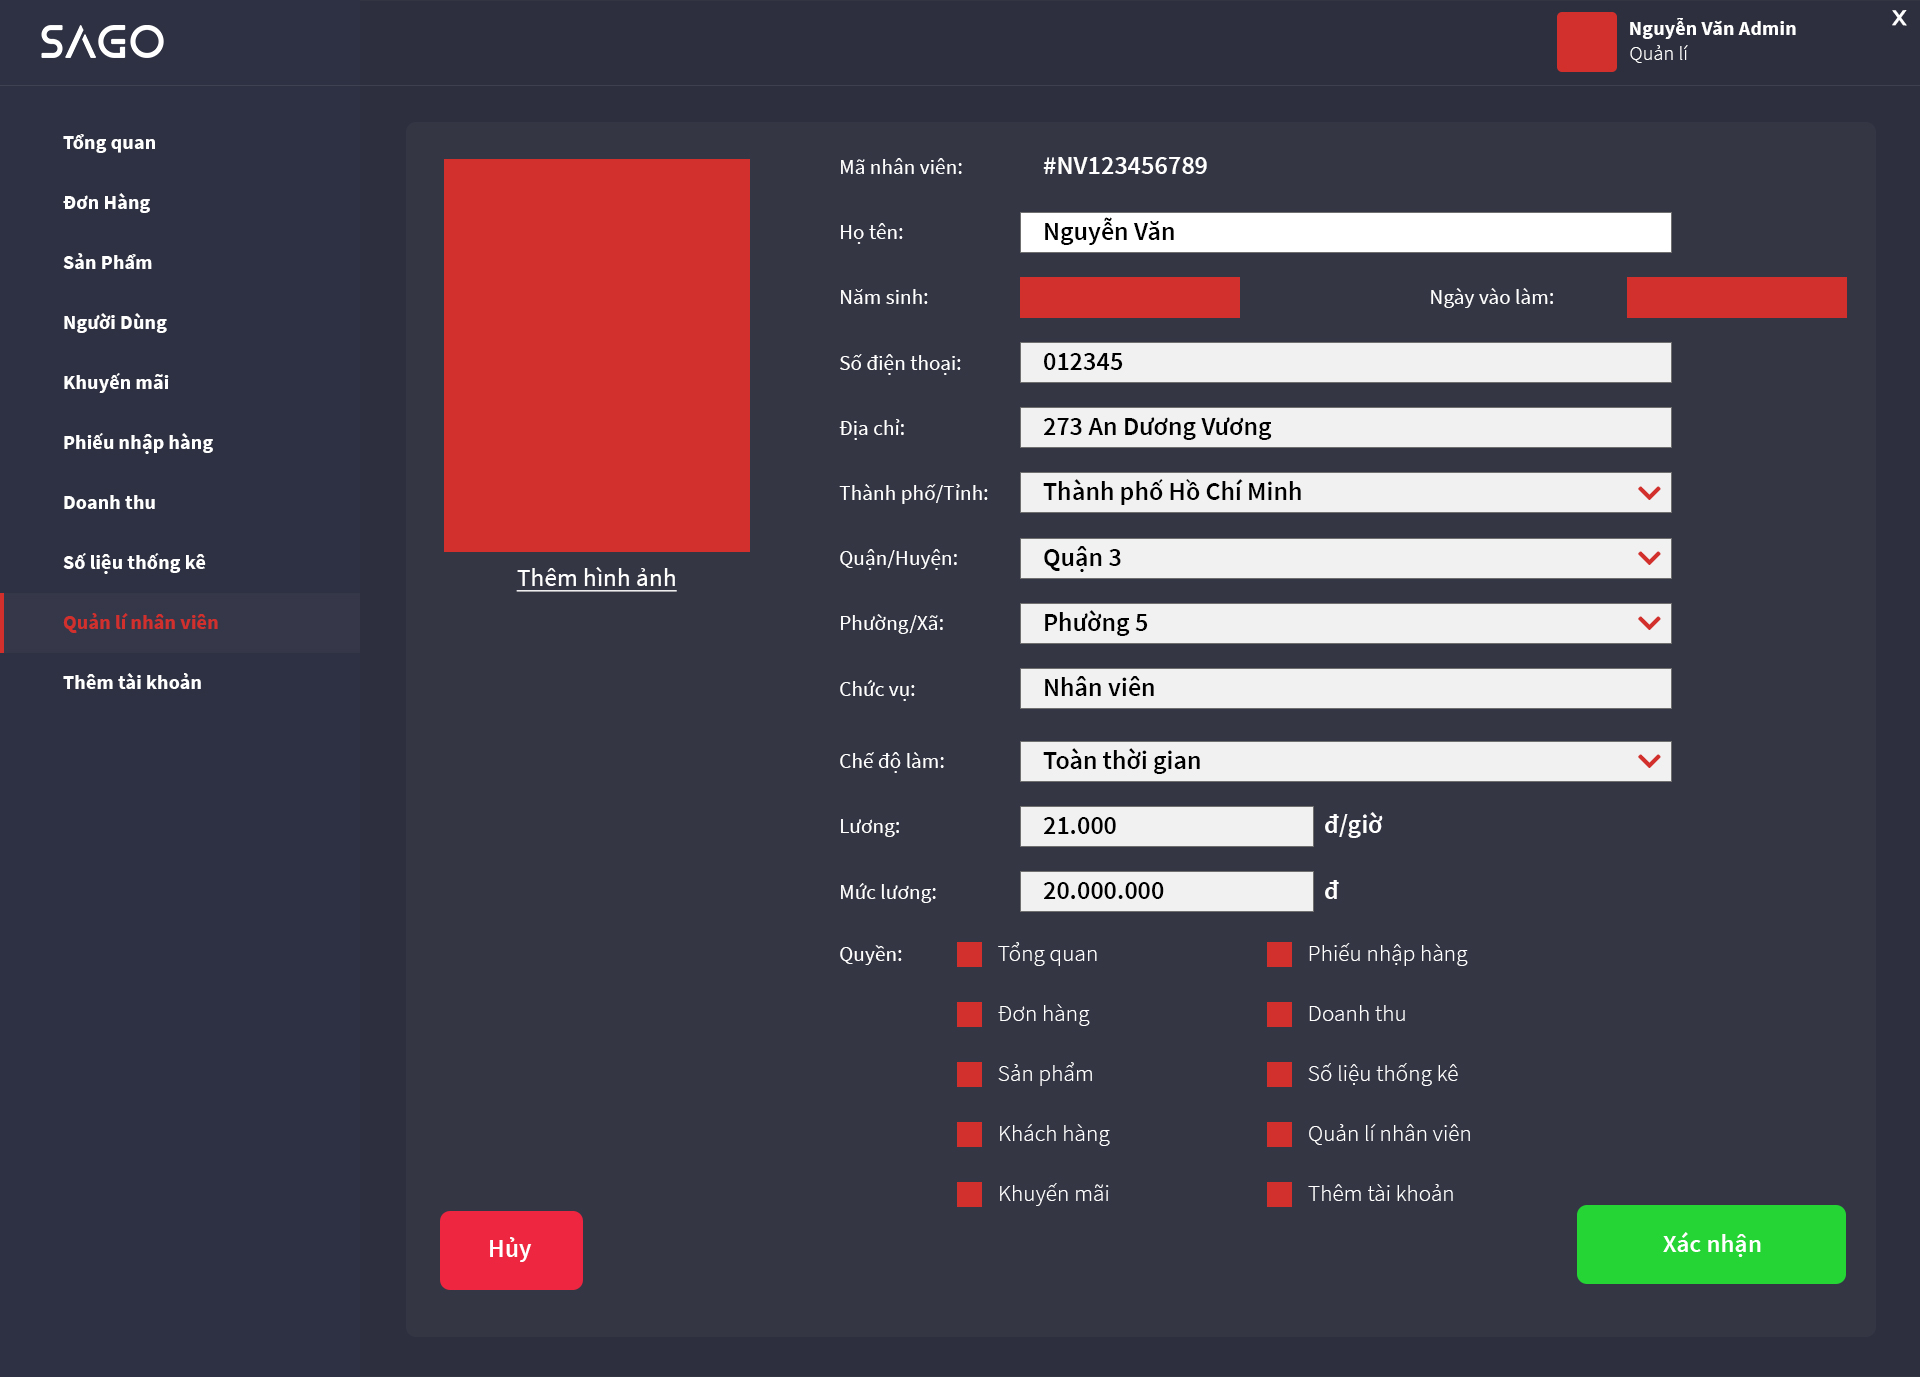 SAGO
Nguyễn Văn Admin
Quản lí
X
Tổng quan
Đơn Hàng
Sản Phẩm
Người Dùng
Khuyến mãi
Phiếu nhập hàng
Doanh thu
Số liệu thống kê
Quản lí nhân viên
Thêm tài khoản
Thêm hình ảnh
Mã nhân viên: #NV123456789
Họ tên: Nguyễn Văn
Năm sinh: Ngày vào làm:
Số điện thoại: 012345
Địa chỉ: 273 An Dương Vương
Thành phố/Tỉnh: Thành phố Hồ Chí Minh
Quận/Huyện: Quận 3
Phường/Xã: Phường 5
Chức vụ: Nhân viên
Chế độ làm: Toàn thời gian
Lương: 21.000 đ/giờ
Mức lương: 20.000.000 đ
Quyền: Tổng quan Phiếu nhập hàng
Đơn hàng Doanh thu
Sản phẩm Số liệu thống kê
Khách hàng Quản lí nhân viên
Khuyến mãi Thêm tài khoản
Hủy
Xác nhận